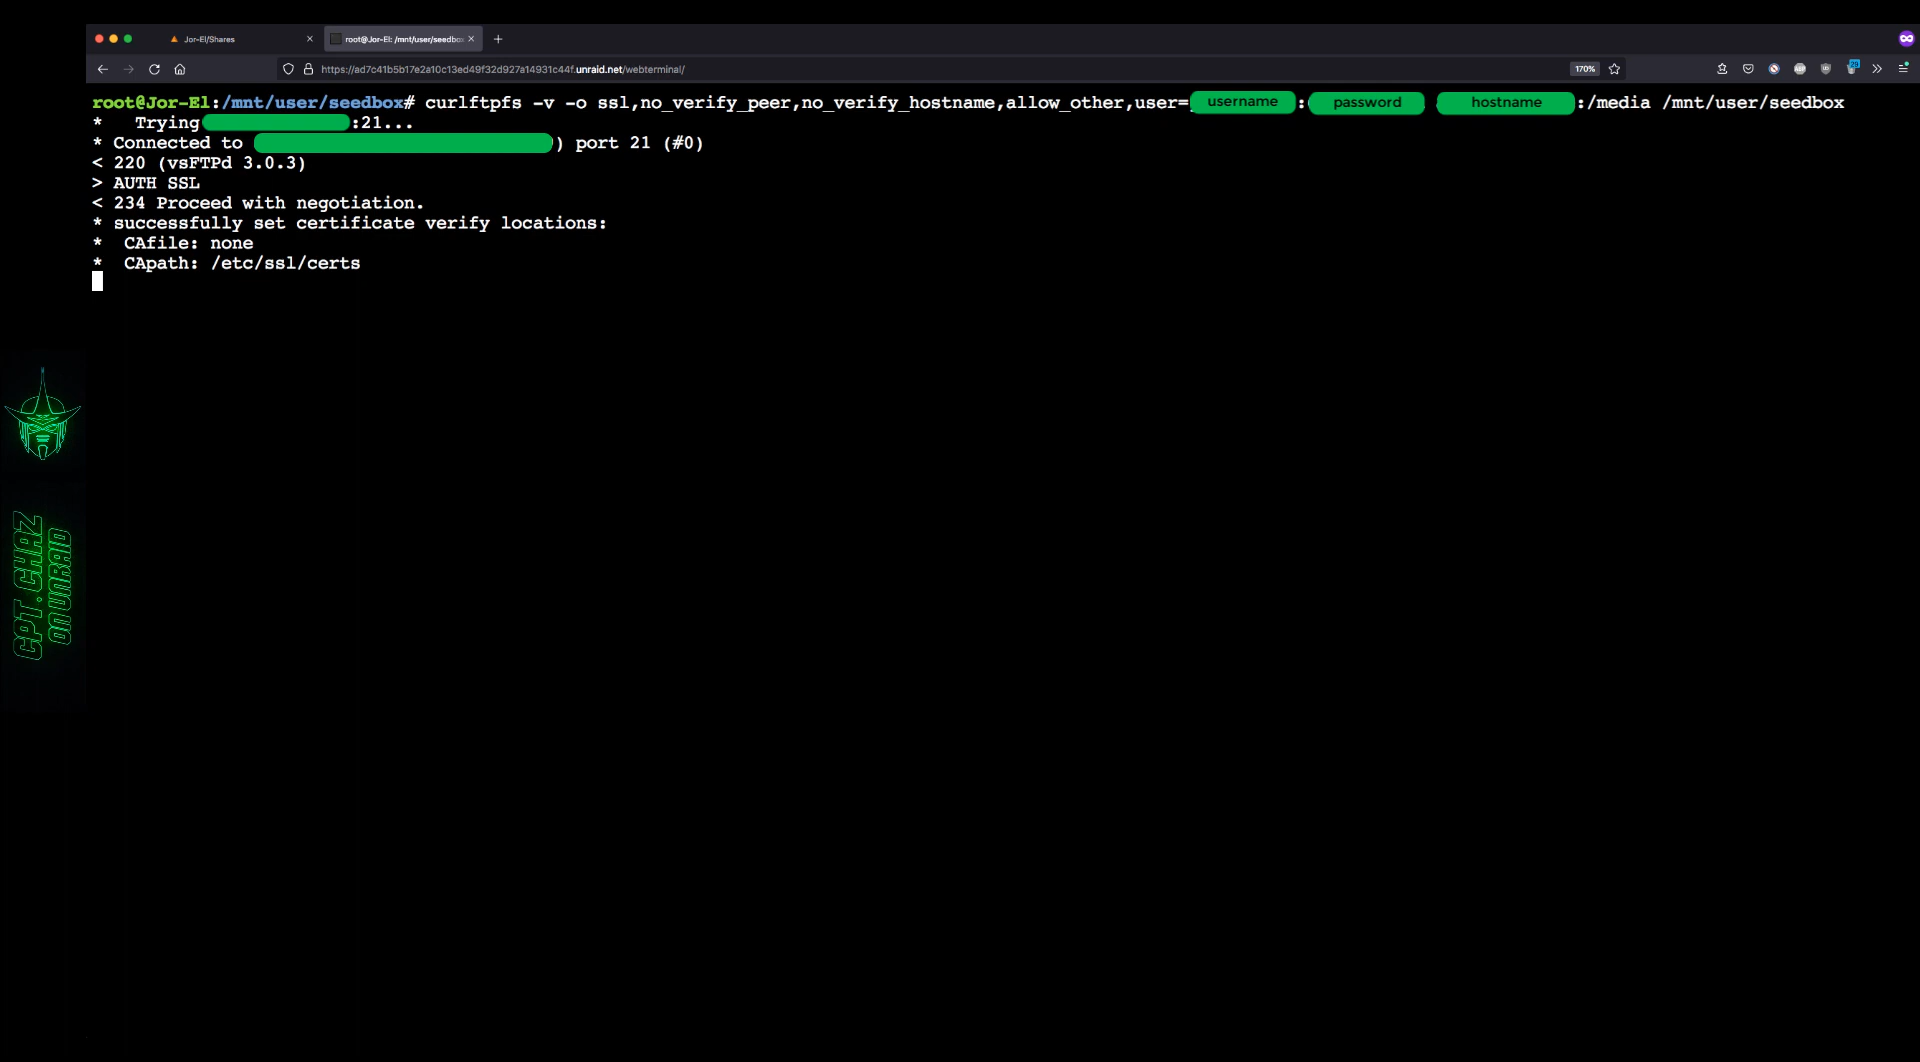 Jor-El/Shares
root@Jor-El: /mnt/user/seedbox
https://ad7c41b5b17e2a10c13ed49f32d927a14931c44f.unraid.net/webterminal/
170%
root@Jor-El:/mnt/user/seedbox# curlftpfs -v -o ssl,no_verify_peer,no_verify_hostname,allow_other,user=username:password hostname:/media /mnt/user/seedbox
* Trying :21...
* Connected to ) port 21 (#0)
< 220 (vsFTPd 3.0.3)
> AUTH SSL
< 234 Proceed with negotiation.
* successfully set certificate verify locations:
* CAfile: none
* CApath: /etc/ssl/certs
CPT.CHAZ
ONUNRAID